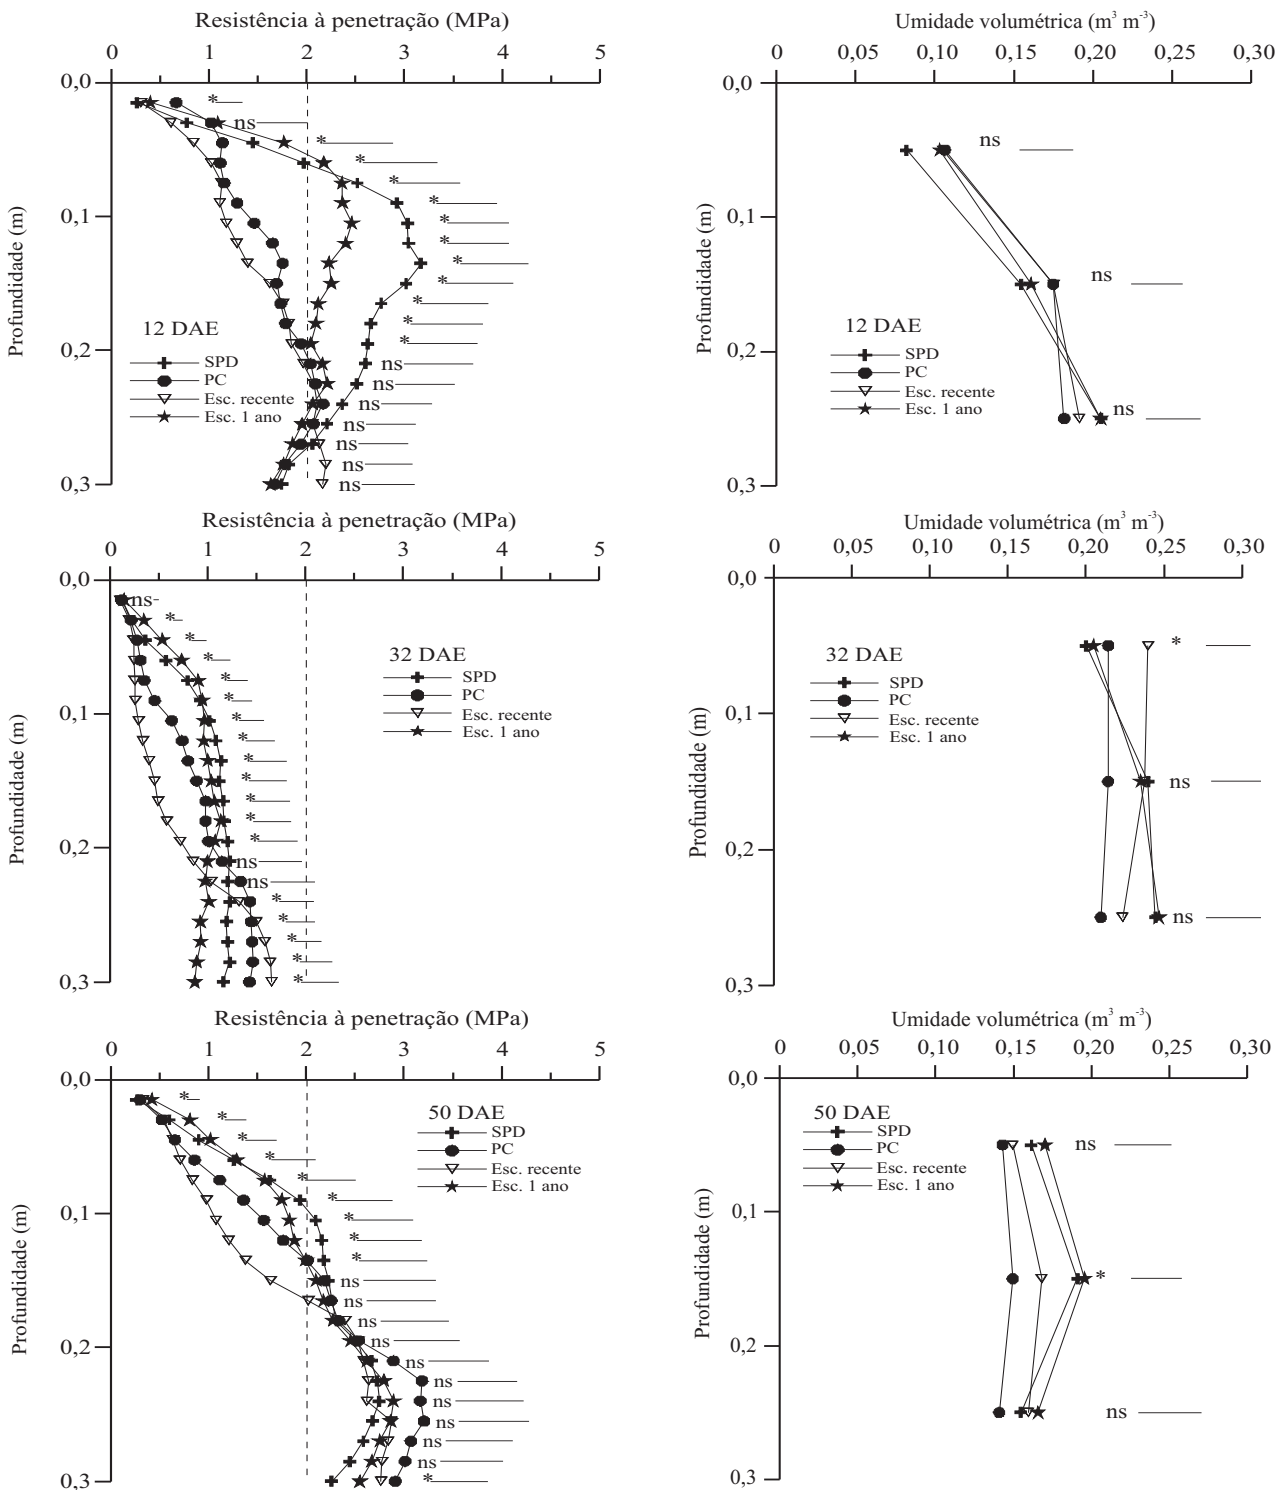 Resistência à penetração (MPa)
0 1 2 3 4 5
0,0
0,1
0,2
0,3
Profundidade (m)
* 
ns
*
*
*
*
*
*
*
*
*
*
*
ns
ns
ns
ns
ns
ns
ns
12 DAE
SPD
PC
Esc. recente
Esc. 1 ano
Umidade volumétrica (m³ m⁻³)
0 0,05 0,10 0,15 0,20 0,25 0,30
0,0
0,1
0,2
0,3
Profundidade (m)
ns
ns
ns
12 DAE
SPD
PC
Esc. recente
Esc. 1 ano
Resistência à penetração (MPa)
0 1 2 3 4 5
0,0
0,1
0,2
0,3
Profundidade (m)
ns
*
*
*
*
*
*
*
*
*
*
*
*
ns
ns
*
*
*
*
*
32 DAE
SPD
PC
Esc. recente
Esc. 1 ano
Umidade volumétrica (m³ m⁻³)
0 0,05 0,10 0,15 0,20 0,25 0,30
0,0
0,1
0,2
0,3
Profundidade (m)
*
ns
ns
32 DAE
SPD
PC
Esc. recente
Esc. 1 ano
Resistência à penetração (MPa)
0 1 2 3 4 5
0,0
0,1
0,2
0,3
Profundidade (m)
*
*
*
*
*
*
*
*
*
ns
ns
ns
ns
ns
ns
ns
ns
ns
ns
*
50 DAE
SPD
PC
Esc. recente
Esc. 1 ano
Umidade volumétrica (m³ m⁻³)
0 0,05 0,10 0,15 0,20 0,25 0,30
0,0
0,1
0,2
0,3
Profundidade (m)
ns
*
ns
50 DAE
SPD
PC
Esc. recente
Esc. 1 ano